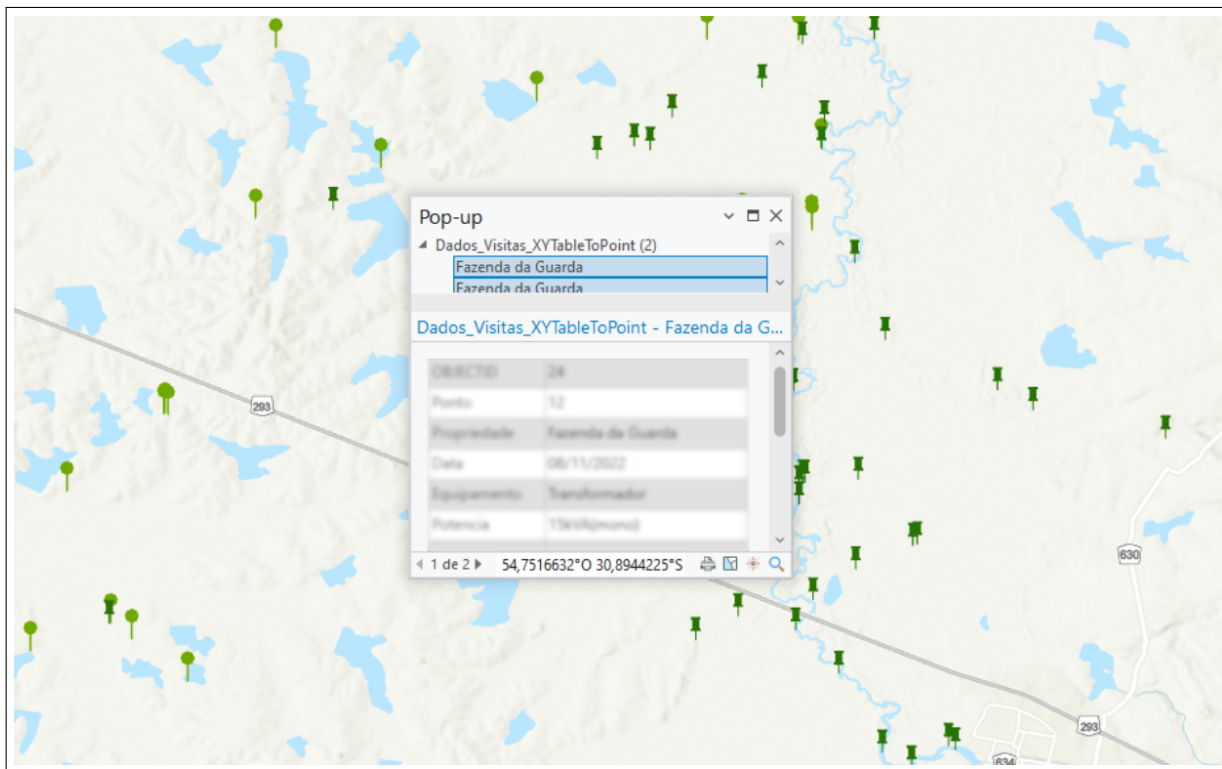 Pop-up
Dados_Visitas_XYTableToPoint (2)
Fazenda da Guarda
Fazenda da Guarda
Dados_Visitas_XYTableToPoint - Fazenda da G...
OBJECTID 24
Ponto 12
Propriedade Fazenda da Guarda
Data 08/11/2022
Equipamento Transformador
Potencia 15kVA(mono)
1 de 2 54,7516632°O 30,8944225°S
293
630
293
634